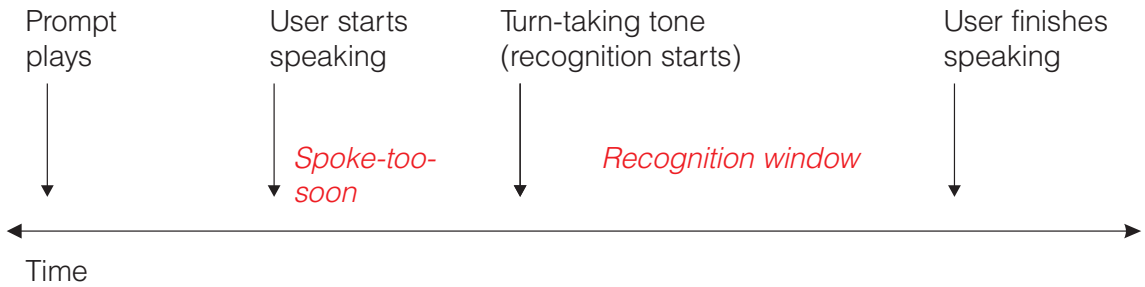 Prompt
plays
User starts
speaking
Turn-taking tone
(recognition starts)
User finishes
speaking
Spoke-too-
soon
Recognition window
Time